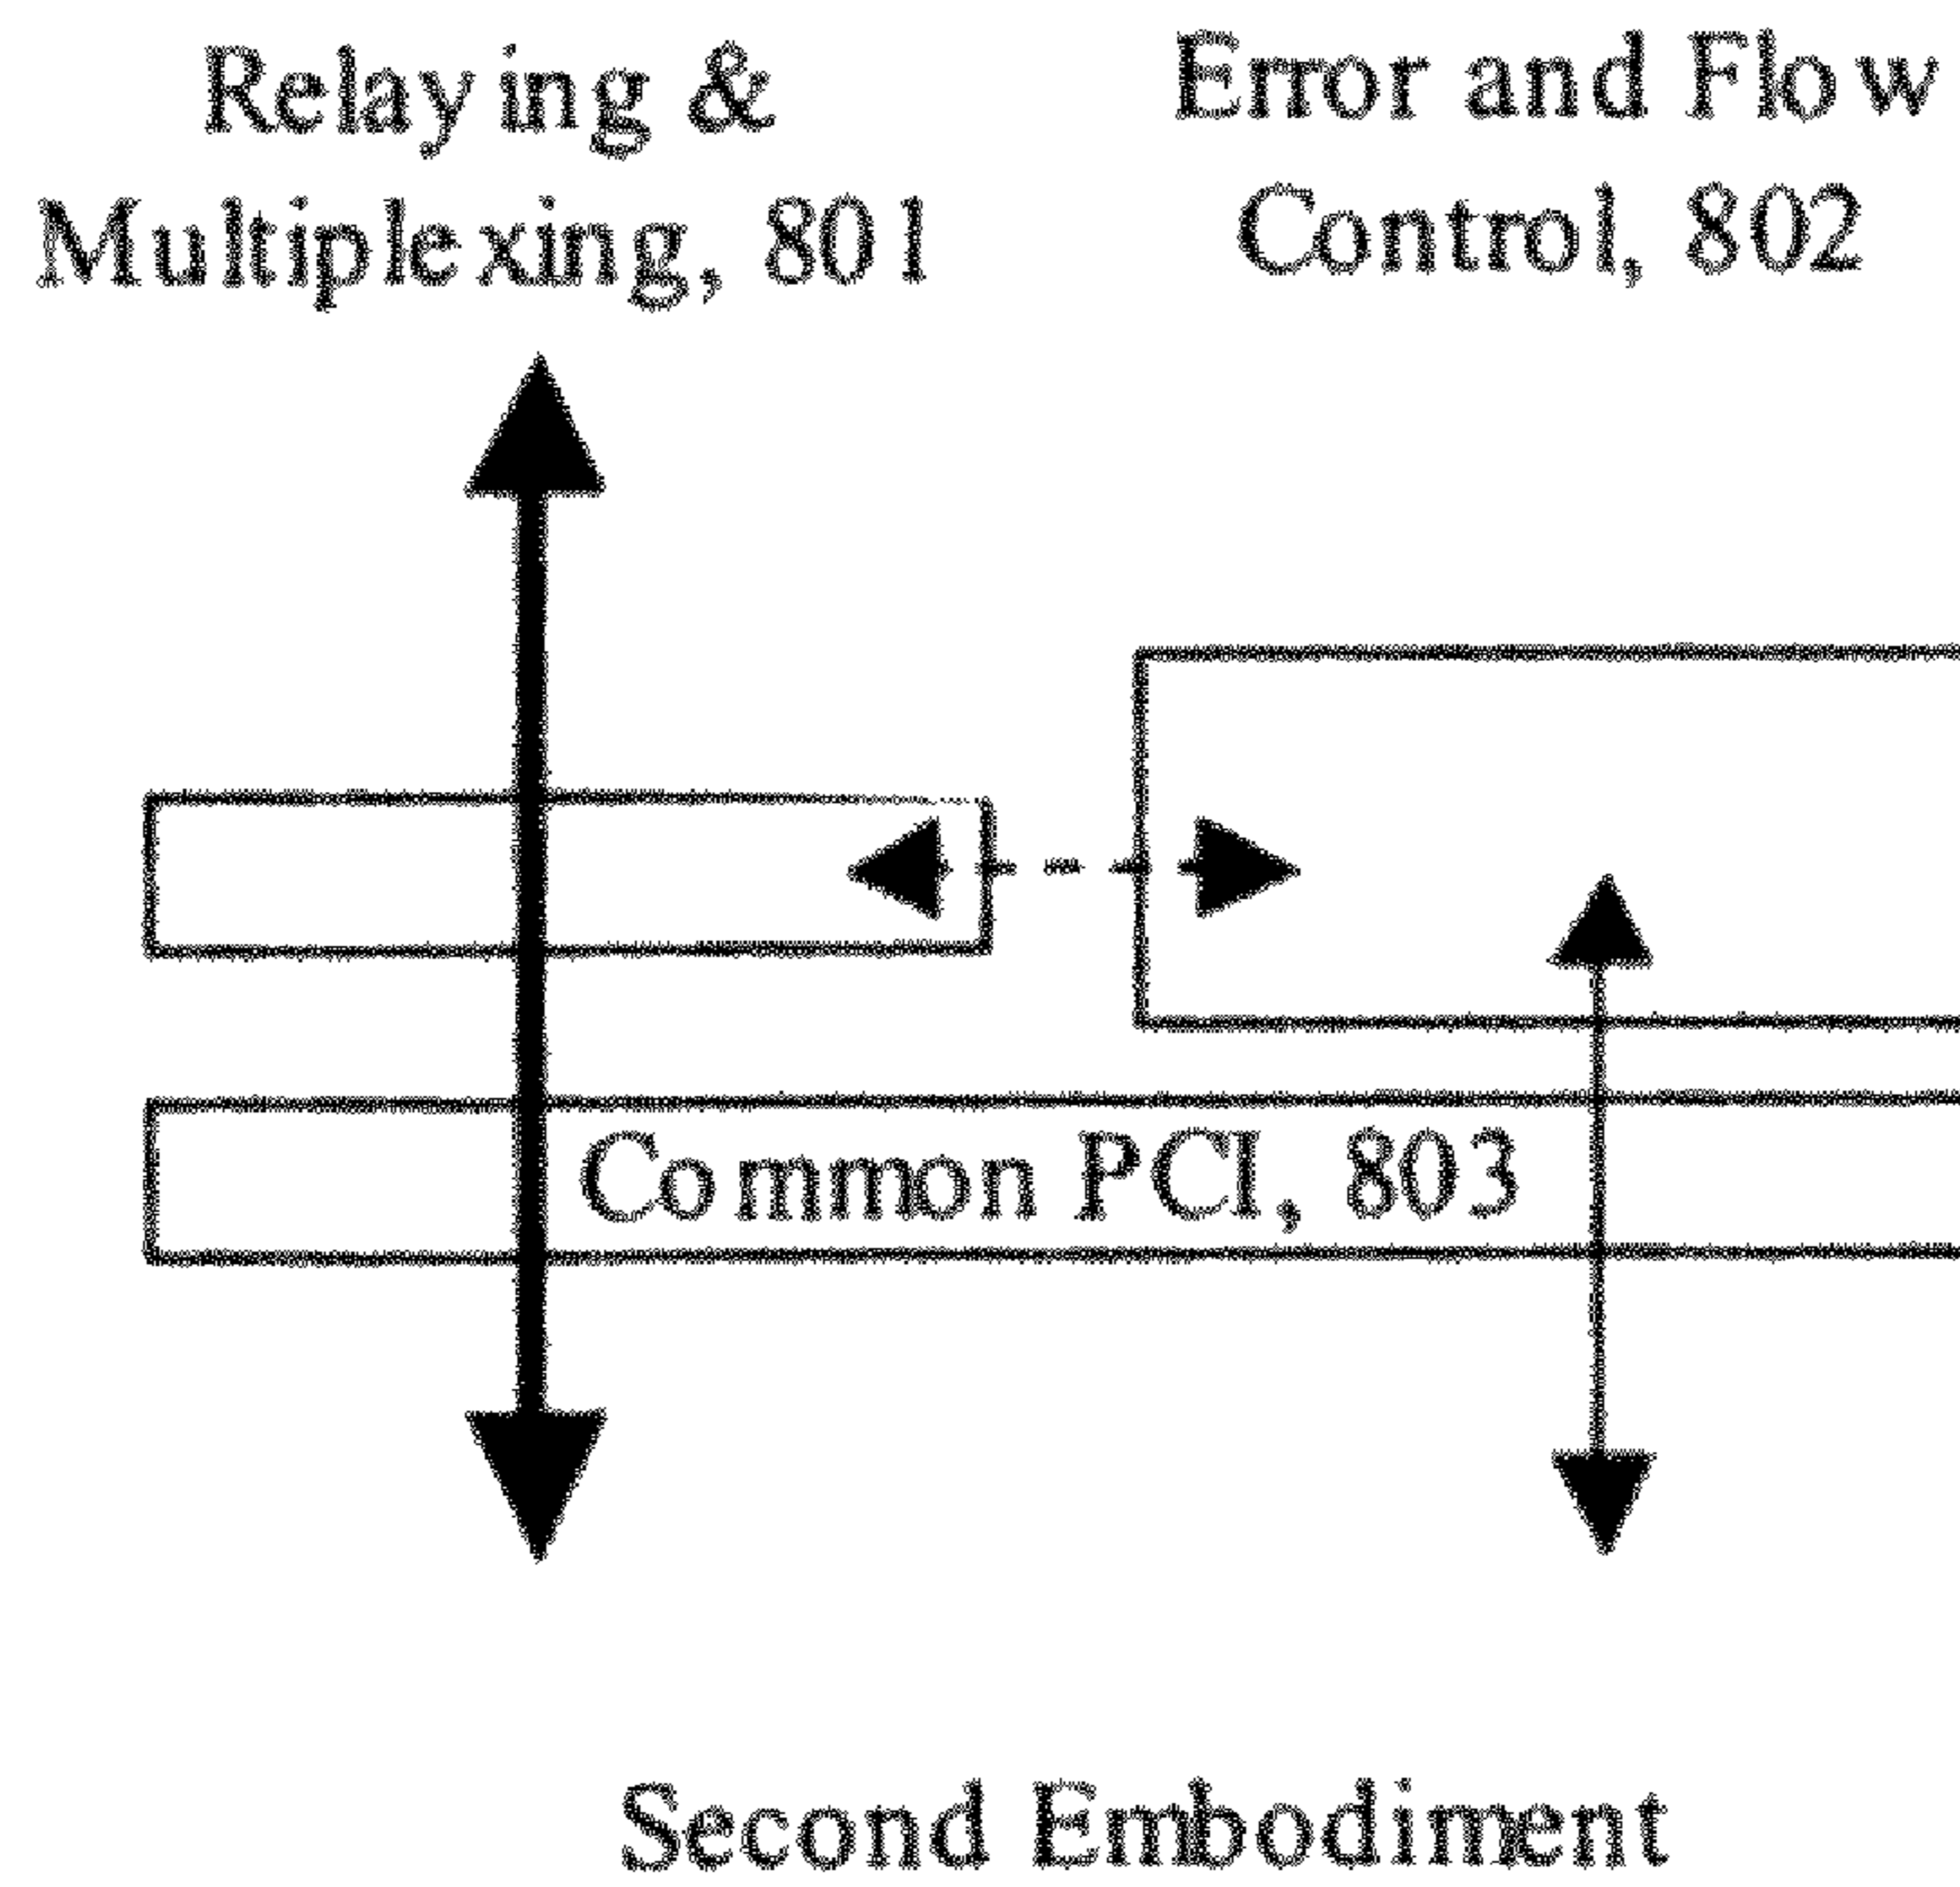 Relaying &
Multiplexing, 801
Error and Flow
Control, 802
Common PCI, 803
Second Embodiment